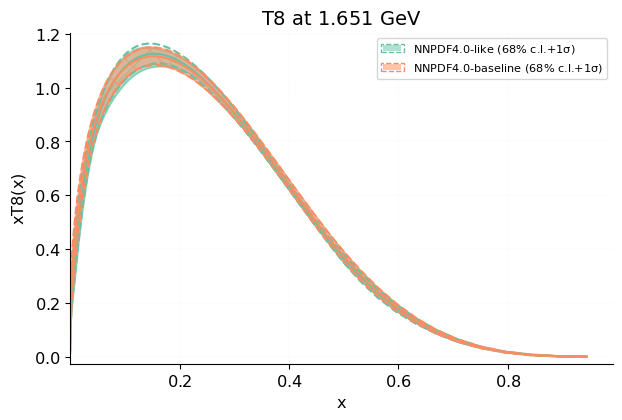 T8 at 1.651 GeV
NNPDF4.0-like (68% c.l.+1σ)
NNPDF4.0-baseline (68% c.l.+1σ)
xT8(x)
1.2
1.0
0.8
0.6
0.4
0.2
0.0
0.2 0.4 0.6 0.8
x